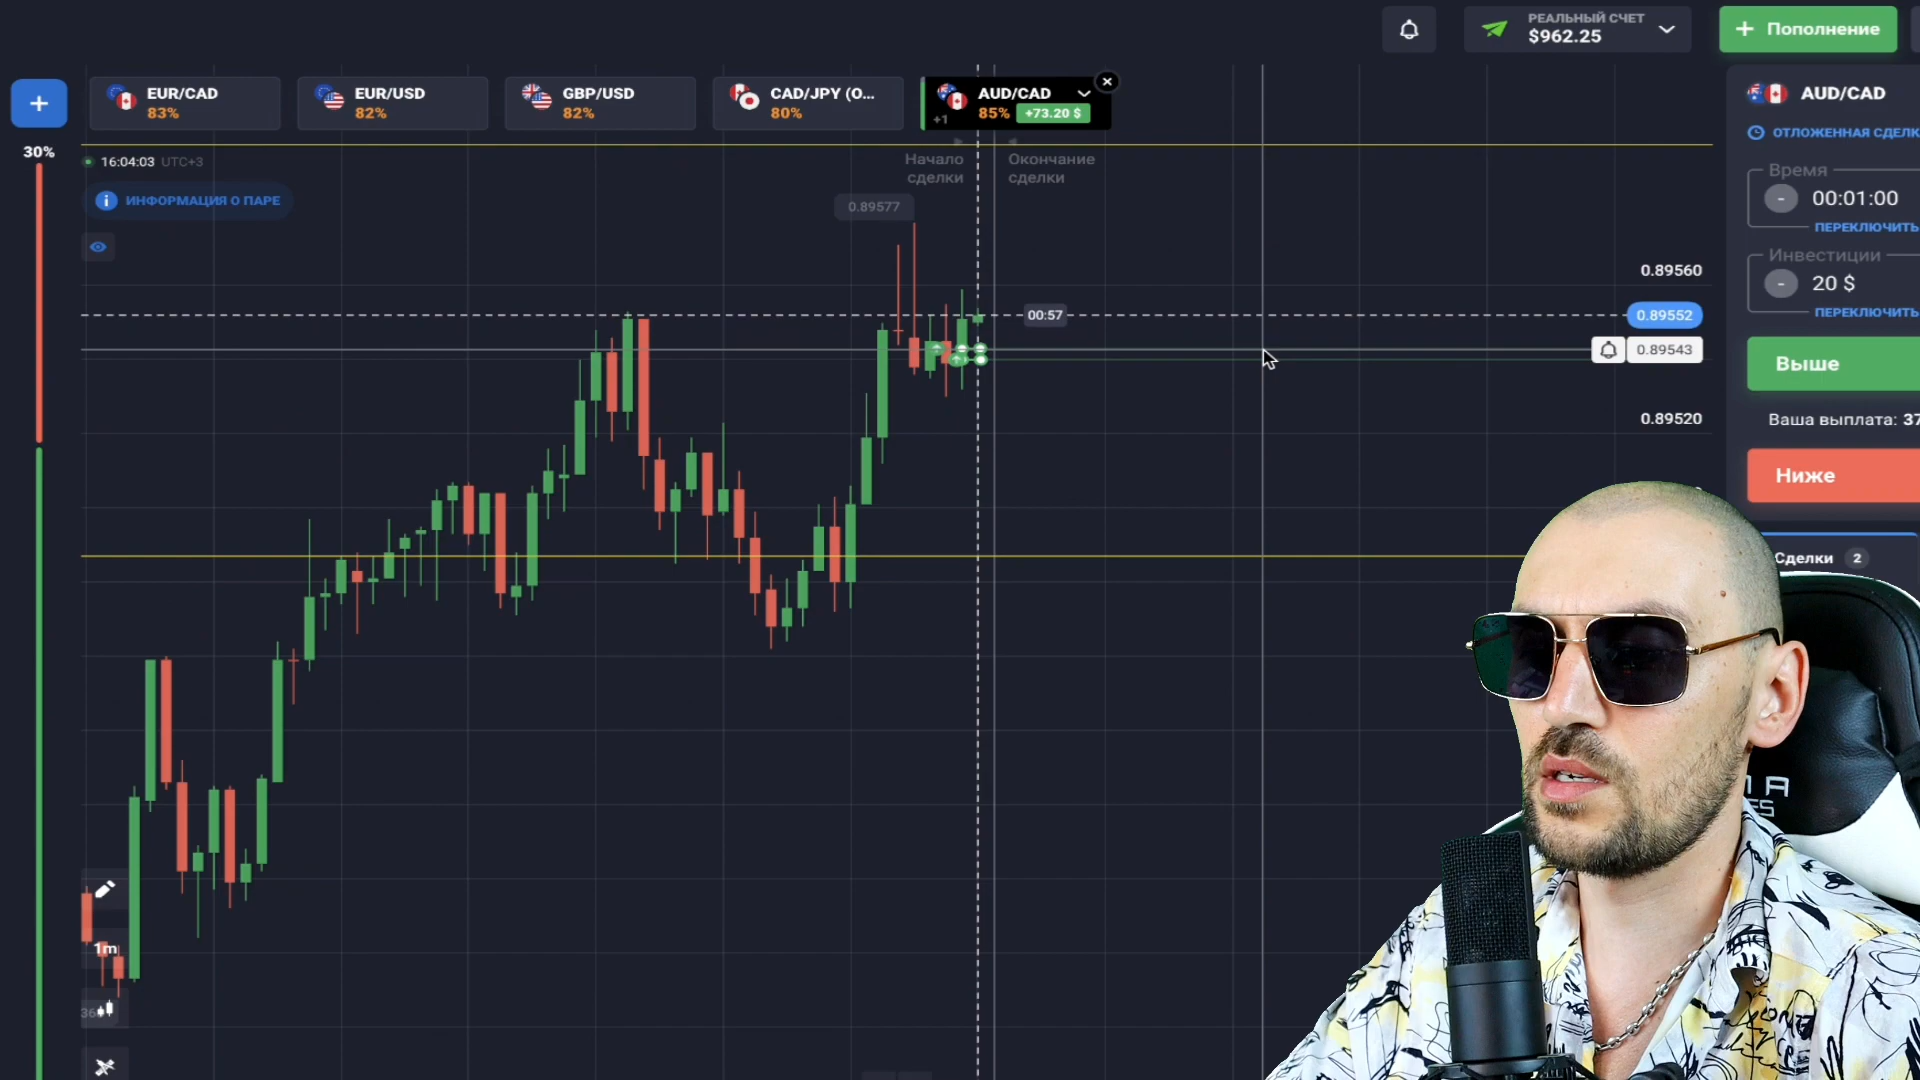 РЕАЛЬНЫЙ СЧЕТ
$962.25
Пополнение
EUR/CAD
83%
EUR/USD
82%
GBP/USD
82%
CAD/JPY (O...
80%
AUD/CAD
+1 85% +73.20 $
AUD/CAD
ОТЛОЖЕННАЯ СДЕЛК
30%
16:04:03 UTC+3
ИНФОРМАЦИЯ О ПАРЕ
Начало
сделки
Окончание
сделки
0.89577
Время
00:01:00
ПЕРЕКЛЮЧИТЬ
Инвестиции
20 $
ПЕРЕКЛЮЧИТЬ
0.89560
00:57
0.89552
0.89543
Выше
0.89520
Ваша выплата: 37
Ниже
Сделки 2
1m